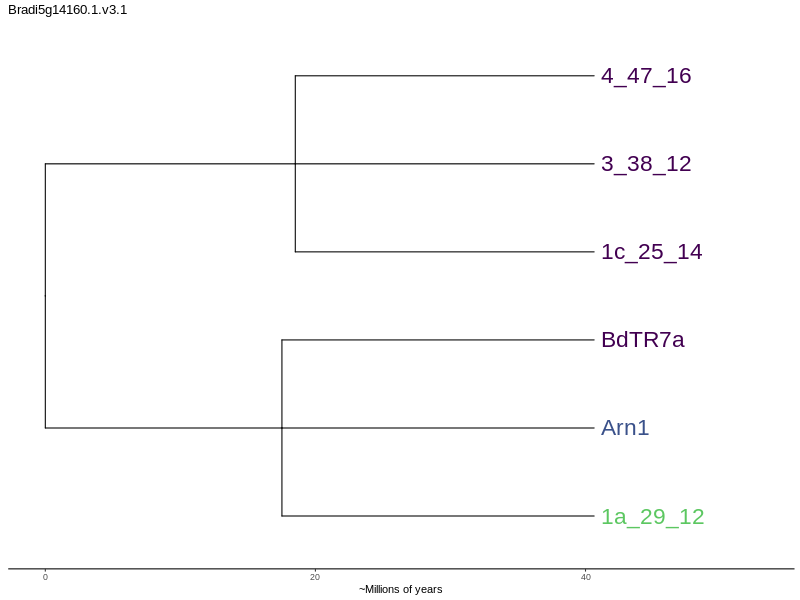 Bradi5g14160.1.v3.1
4_47_16
3_38_12
1c_25_14
BdTR7a
Arn1
1a_29_12
0 20 40
~Millions of years